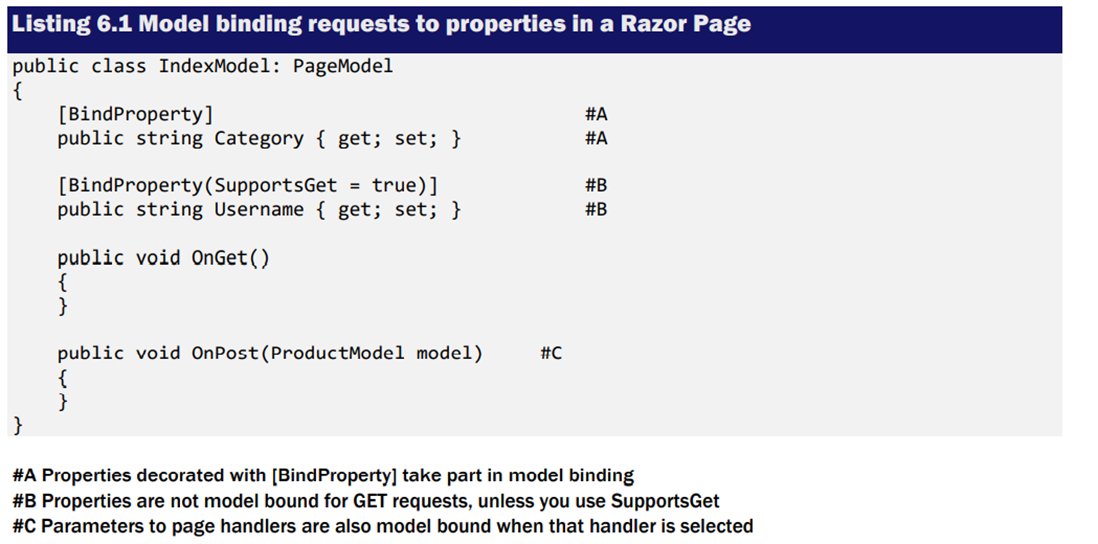 Listing 6.1 Model binding requests to properties in a Razor Page
public class IndexModel: PageModel
{
    [BindProperty]                                 #A
    public string Category { get; set; }           #A
    [BindProperty(SupportsGet = true)]             #B
    public string Username { get; set; }           #B
    public void OnGet()
    {
    }
    public void OnPost(ProductModel model)     #C
    {
    }
}
#A Properties decorated with [BindProperty] take part in model binding
#B Properties are not model bound for GET requests, unless you use SupportsGet
#C Parameters to page handlers are also model bound when that handler is selected